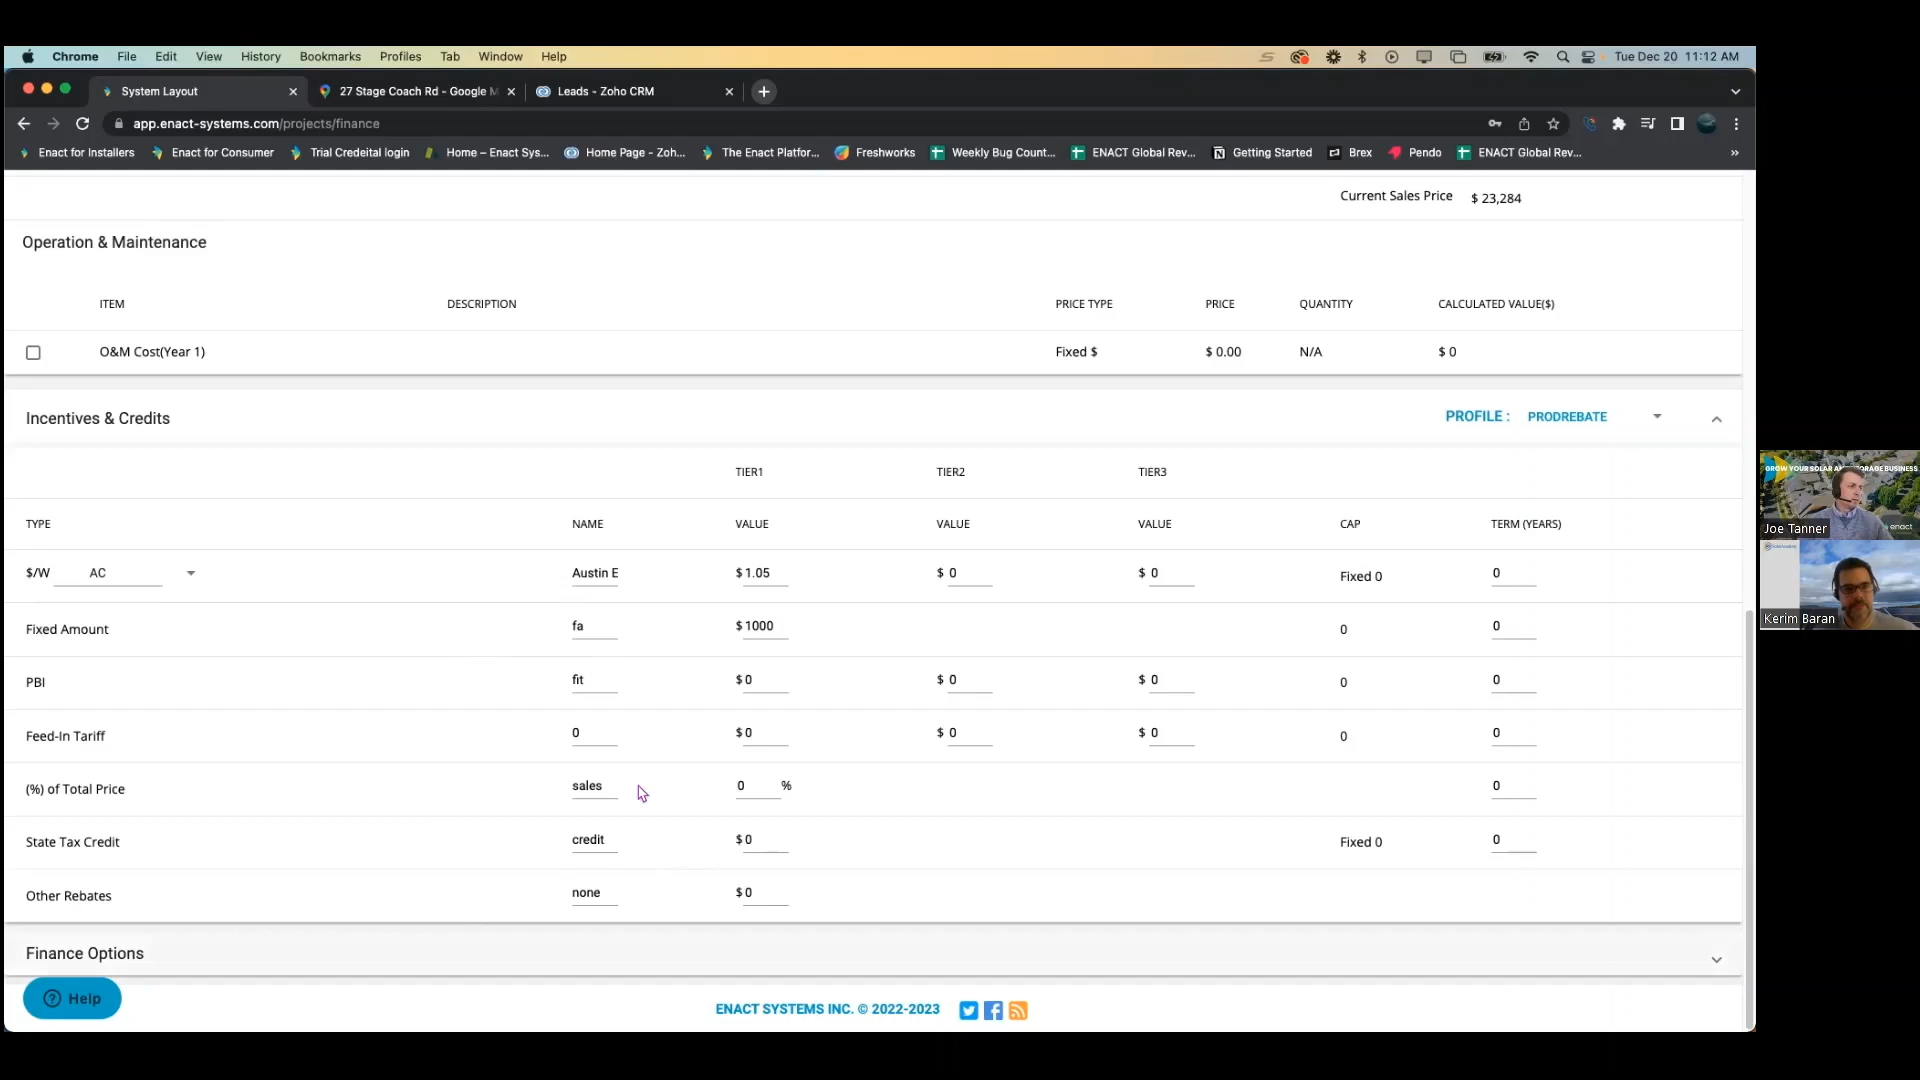 Chrome File Edit View History Bookmarks Profiles Tab Window Help Tue Dec 20 11:12 AM
System Layout 27 Stage Coach Rd - Google M Leads - Zoho CRM
app.enact-systems.com/projects/finance
Enact for Installers Enact for Consumer Trial Credeital login Home – Enact Sys... Home Page - Zoh... The Enact Platfor... Freshworks Weekly Bug Count... ENACT Global Rev... Getting Started Brex Pendo ENACT Global Rev... »
Current Sales Price $ 23,284
Operation & Maintenance
ITEM DESCRIPTION PRICE TYPE PRICE QUANTITY CALCULATED VALUE($)
O&M Cost(Year 1) Fixed $ $ 0.00 N/A $ 0
Incentives & Credits PROFILE : PRODREBATE
TIER1 TIER2 TIER3
TYPE NAME VALUE VALUE VALUE CAP TERM (YEARS)
$/W AC Austin E $ 1.05 $ 0 $ 0 Fixed 0 0
Fixed Amount fa $ 1000 0 0
PBI fit $ 0 $ 0 $ 0 0 0
Feed-In Tariff 0 $ 0 $ 0 $ 0 0 0
(%) of Total Price sales 0 % 0
State Tax Credit credit $ 0 Fixed 0 0
Other Rebates none $ 0
Finance Options
Help
ENACT SYSTEMS INC. © 2022-2023
GROW YOUR SOLAR AND STORAGE BUSINESS
enact
Joe Tanner
Kerim Baran